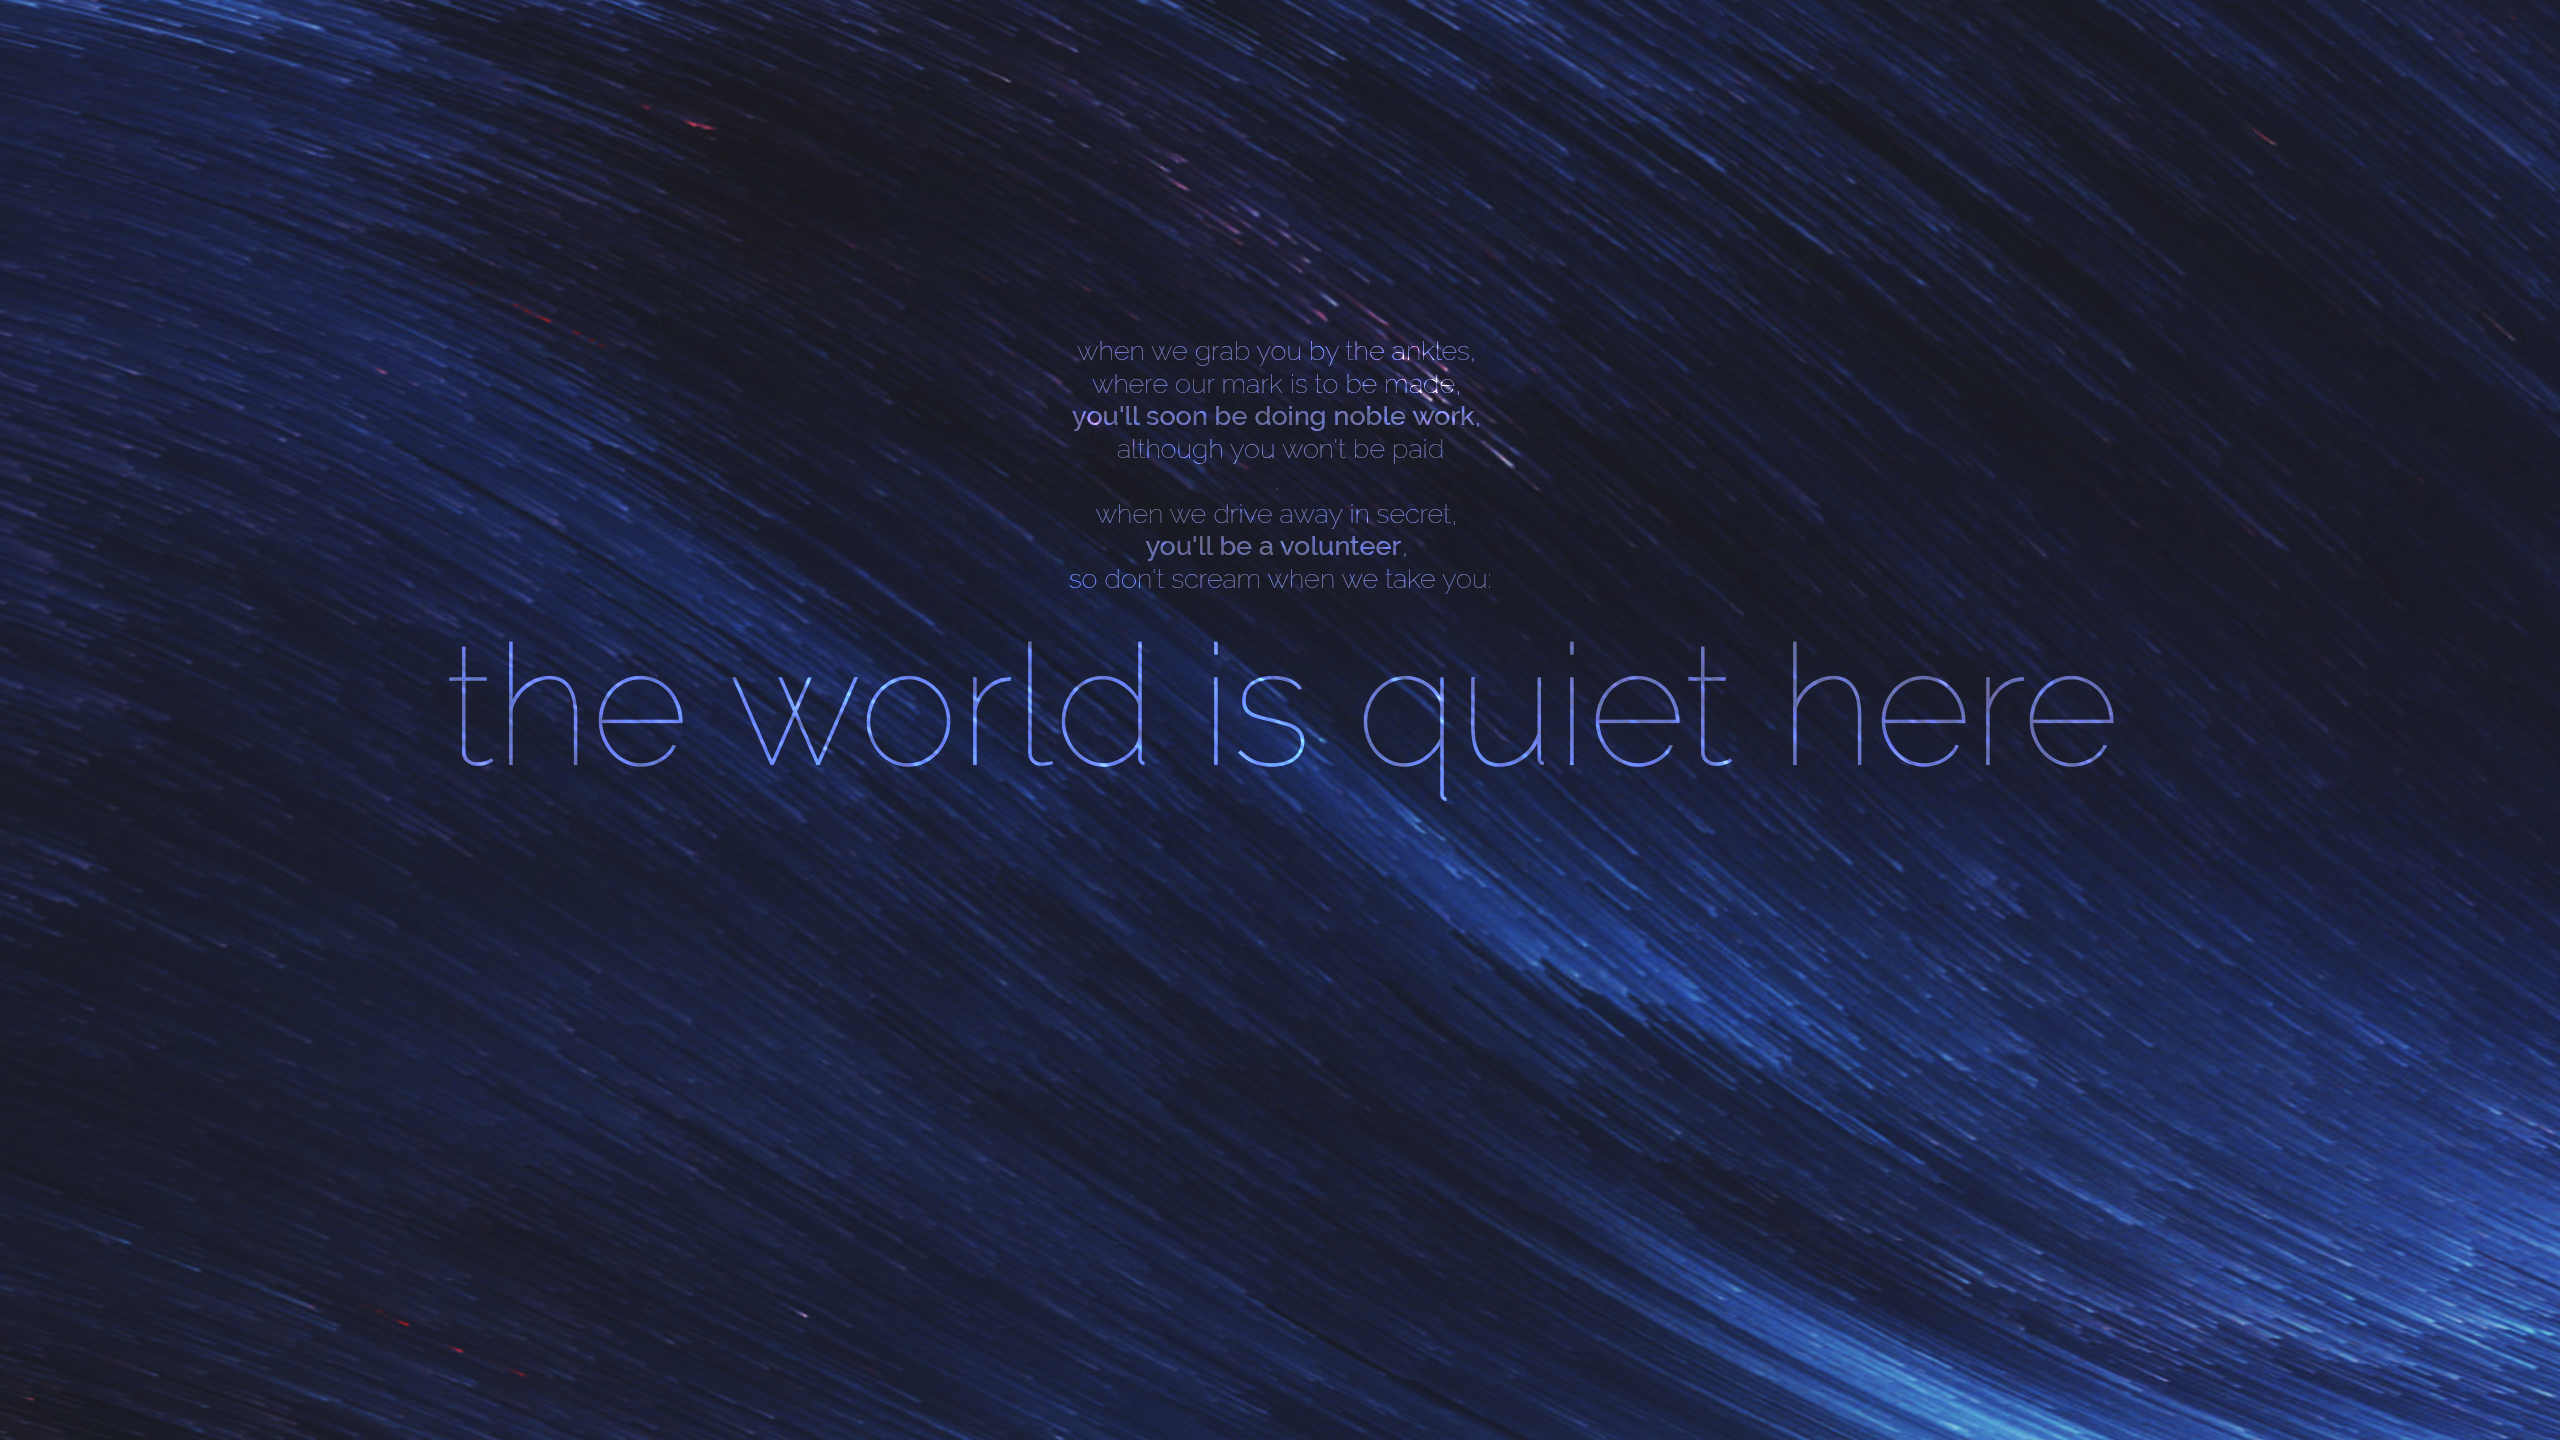 when we grab you by the ankles,
where our mark is to be made,
you'll soon be doing noble work,
although you won't be paid
.
when we drive away in secret,
you'll be a volunteer,
so don't scream when we take you:
the world is quiet here